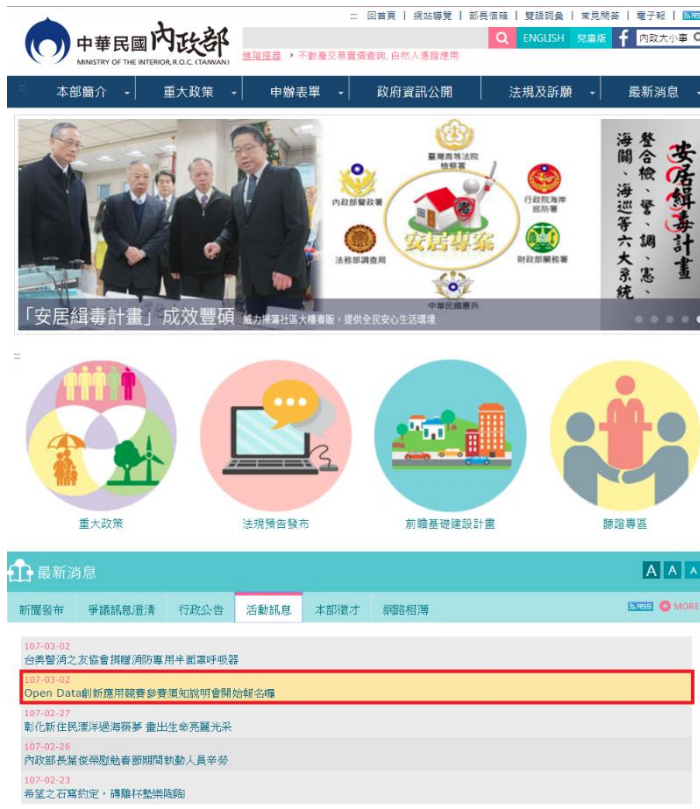 ::: 回首頁 | 網站導覽 | 部長信箱 | 雙語詞彙 | 常見問答 | 電子報 |
中華民國內政部
MINISTRY OF THE INTERIOR,R.O.C. (TAIWAN)
ENGLISH 兒童版 f 內政大小事
進階搜尋 ▸ 不動產交易實價查詢, 自然人憑證應用
::: 本部簡介 重大政策 申辦表單 政府資訊公開 法規及訴願 最新消息
臺灣高等法院
檢察署
內政部警政署
行政院海岸
巡防署
安居專案
法務部調查局
財政部關務署
中華民國憲兵
安居緝毒計畫
整合檢、警、調、憲、
海關、海巡等六大系統
「安居緝毒計畫」成效豐碩 威力掃蕩社區大樓毒販，提供全民安心生活環境
:::
重大政策 法規預告發布 前瞻基礎建設計畫 聽證專區
最新消息
A A A
新聞發布 爭議訊息澄清 行政公告 活動訊息 本部徵才 網路相簿 RSS MORE
107-03-02
台美警消之友協會捐贈消防專用半面罩呼吸器
107-03-02
Open Data創新應用競賽參賽須知說明會開始報名囉
107-02-27
彰化新住民漂洋過海築夢 畫出生命亮麗光采
107-02-26
內政部長葉俊榮慰勉春節期間執勤人員辛勞
107-02-23
希望之石寫約定，請雕杯墊樂陶陶